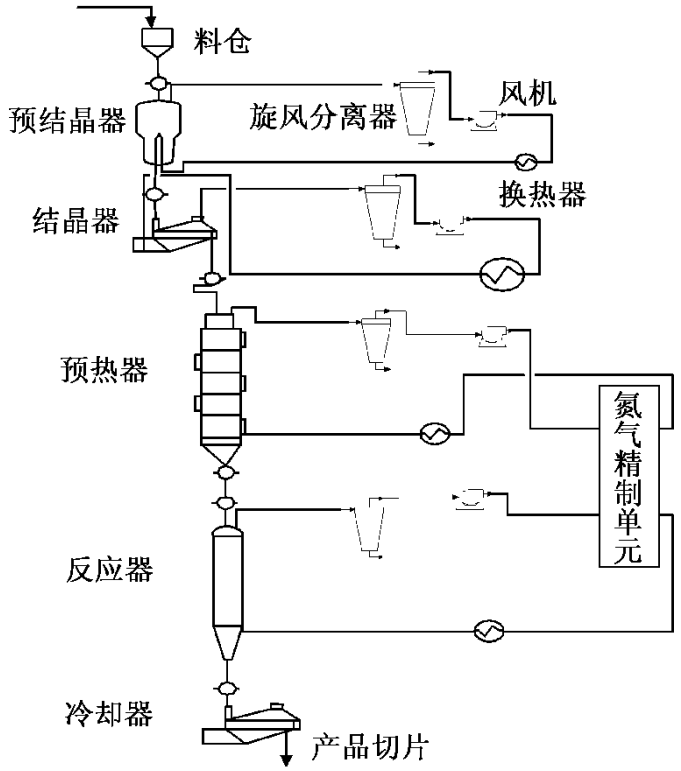 料仓
预结晶器
旋风分离器
风机
结晶器
换热器
预热器
氮气精制单元
反应器
冷却器
产品切片